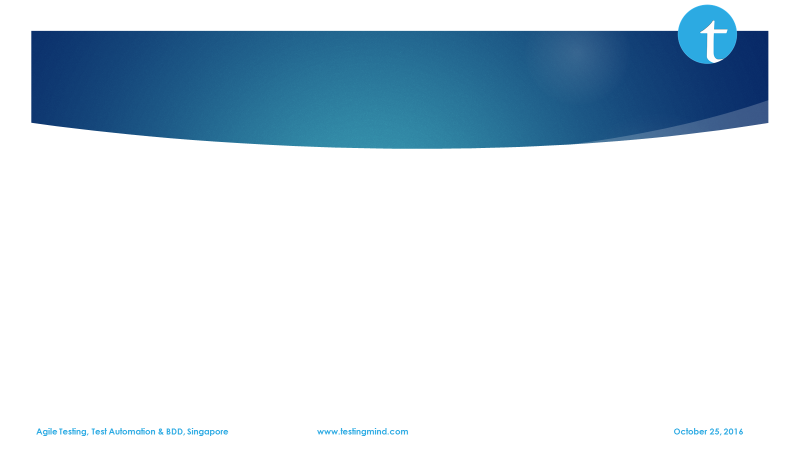 t
Agile Testing, Test Automation & BDD, Singapore
www.testingmind.com
October 25, 2016